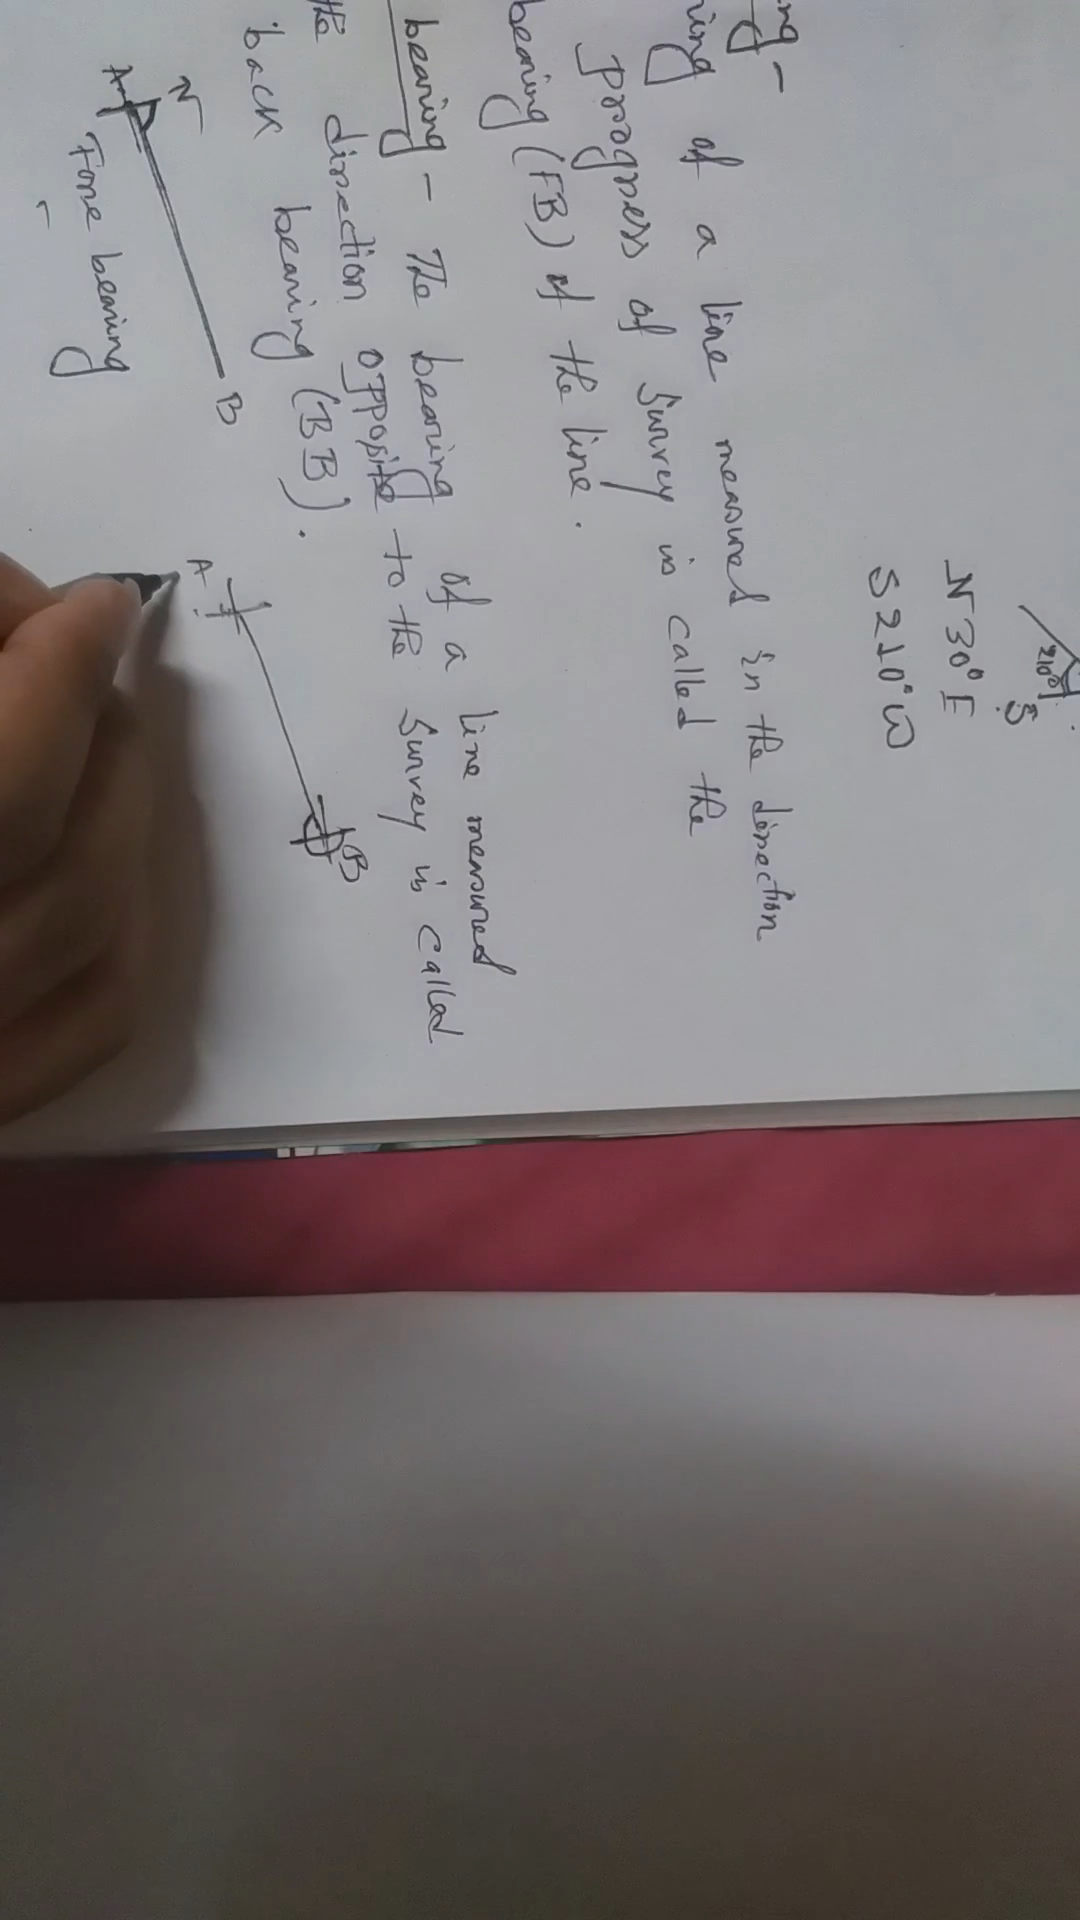 210°
S
N 30° E
S 210° W
ng -
ing of a line measured in the direction
progress of survey is called the
bearing (FB) of the line.
bearing - The bearing of a line measured
the direction opposite to the survey is called
back bearing (BB).
N
A
B
Fore bearing
A
B